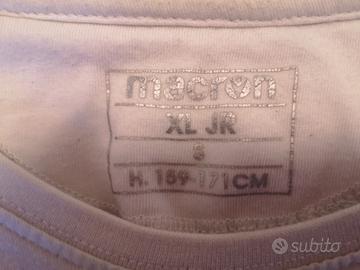 macron
XL JR
S
H. 159-171CM
subito